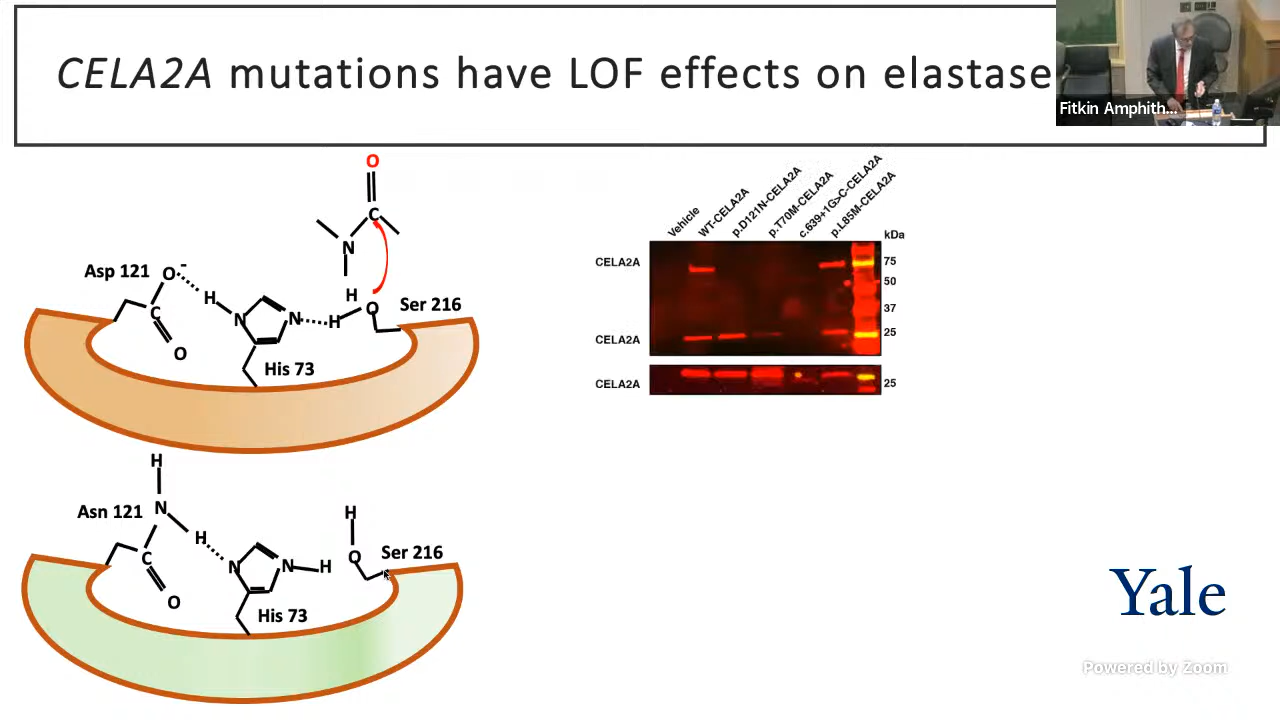 CELA2A mutations have LOF effects on elastase
Fitkin Amphith...
O
C
N
H
O
Ser 216
Asp 121
O-
H
N
N
H
C
O
His 73
H
N
Asn 121
H
C
O
N
N
H
H
O
Ser 216
His 73
Vehicle
WT-CELA2A
p.D121N-CELA2A
p.T70M-CELA2A
c.639+1G>C-CELA2A
p.L85M-CELA2A
kDa
CELA2A
75
50
37
CELA2A
25
CELA2A
25
Yale
Powered by Zoom